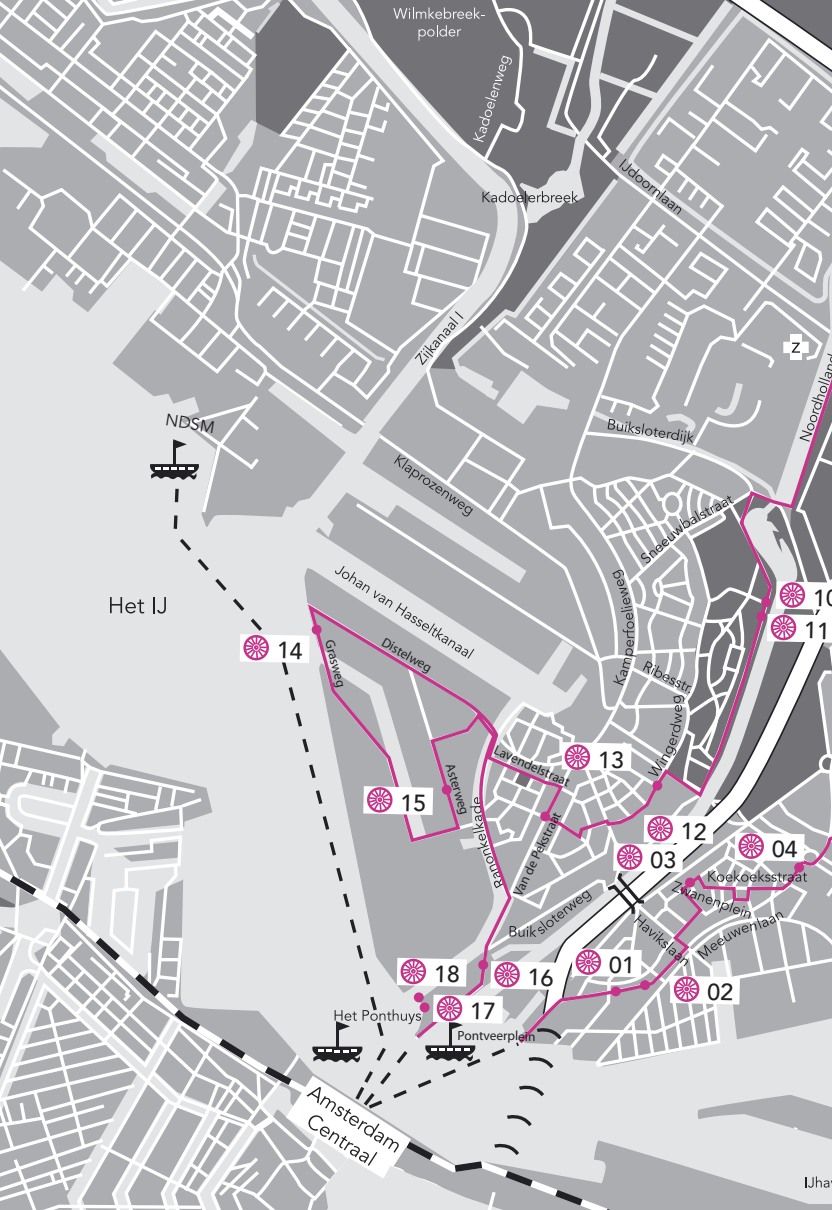 Wilmkebreek-
polder
Kadoelenweg
IJdoornlaan
Kadoelerbreek
Zijkanaal I
Z
Noordholland
NDSM
Buiksloterdijk
Klaprozenweg
Sneeuwbalstraat
Johan van Hasseltkanaal
Kamperfoelieweg
10
Het IJ
11
14
Grasweg
Distelweg
Ribesstr.
Wingerdweg
Lavendelstraat
13
15
Asterweg
Ranonkelkade
Van de Pekstraat
12
03
04
Koekoeksstraat
Zwanenplein
Buiksloterweg
Havikslaan
Meeuwenlaan
18
16
01
02
17
Het Ponthuys
Pontveerplein
Amsterdam
Centraal
IJha